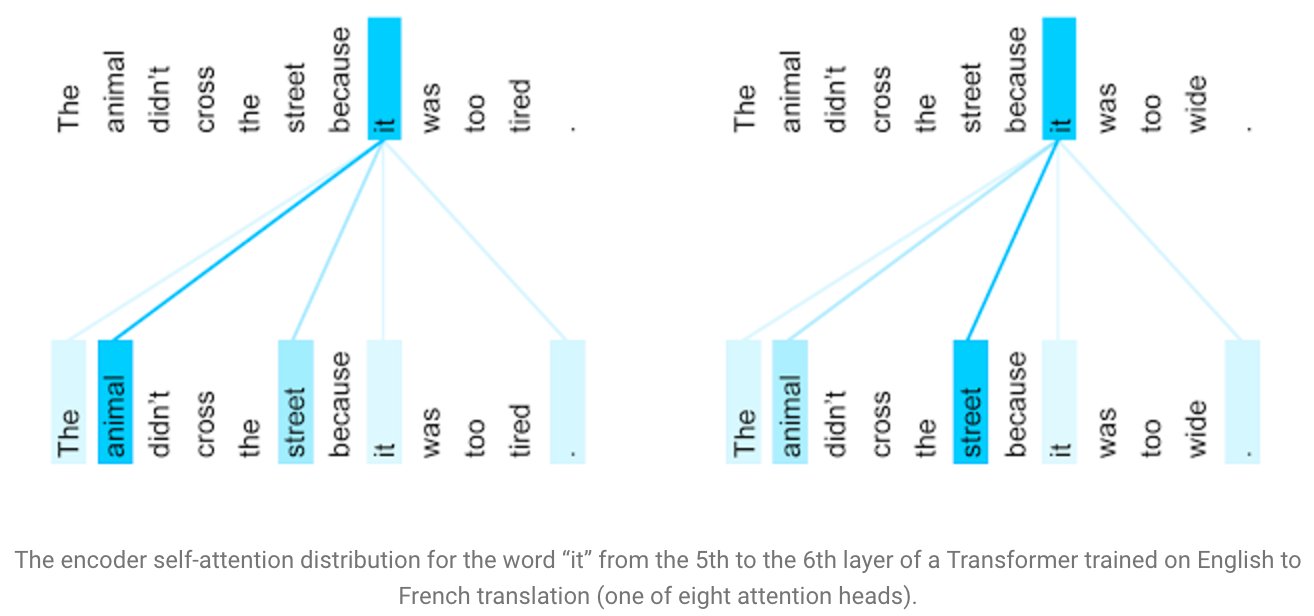 The animal didn't cross the street because it was too tired .
The animal didn't cross the street because it was too wide .
The animal didn't cross the street because it was too tired .
The animal didn't cross the street because it was too wide .
The encoder self-attention distribution for the word “it” from the 5th to the 6th layer of a Transformer trained on English to
French translation (one of eight attention heads).